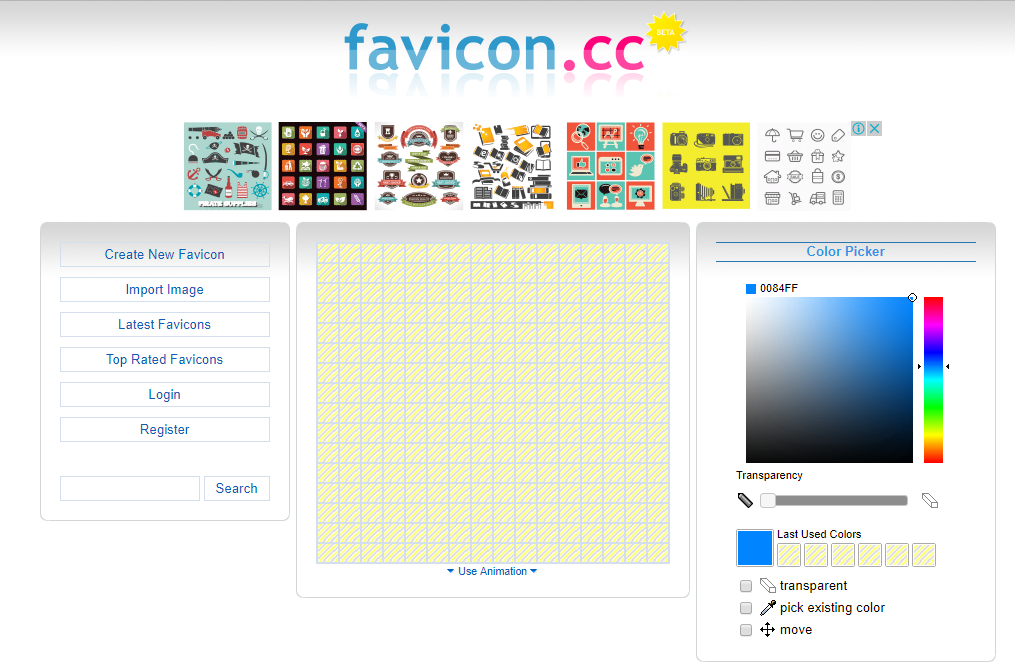 favicon.cc
BETA
PIRATE SUPPLIES
Create New Favicon
Import Image
Latest Favicons
Top Rated Favicons
Login
Register
Search
Use Animation
Color Picker
0084FF
Transparency
Last Used Colors
transparent
pick existing color
move